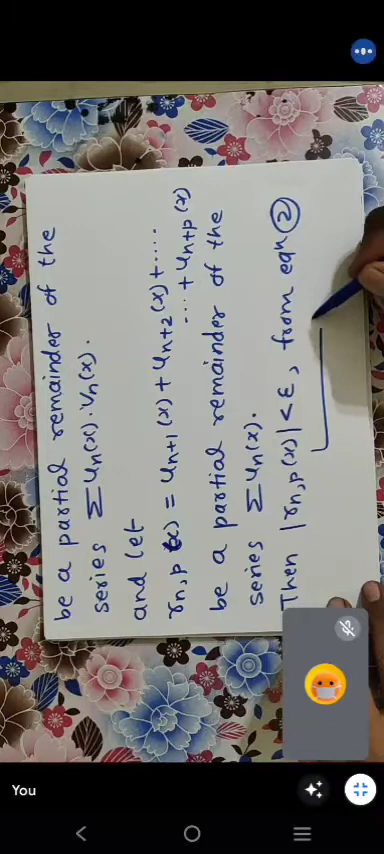 be a partial remainder of the
series ∑ un(x)·vn(x).
and let
rn,p (x) = un+1(x) + un+2(x) + ....
... + un+p(x)
be a partial remainder of the
series ∑ un(x).
Then |rn,p(x)| < ε, from eqn ②
You